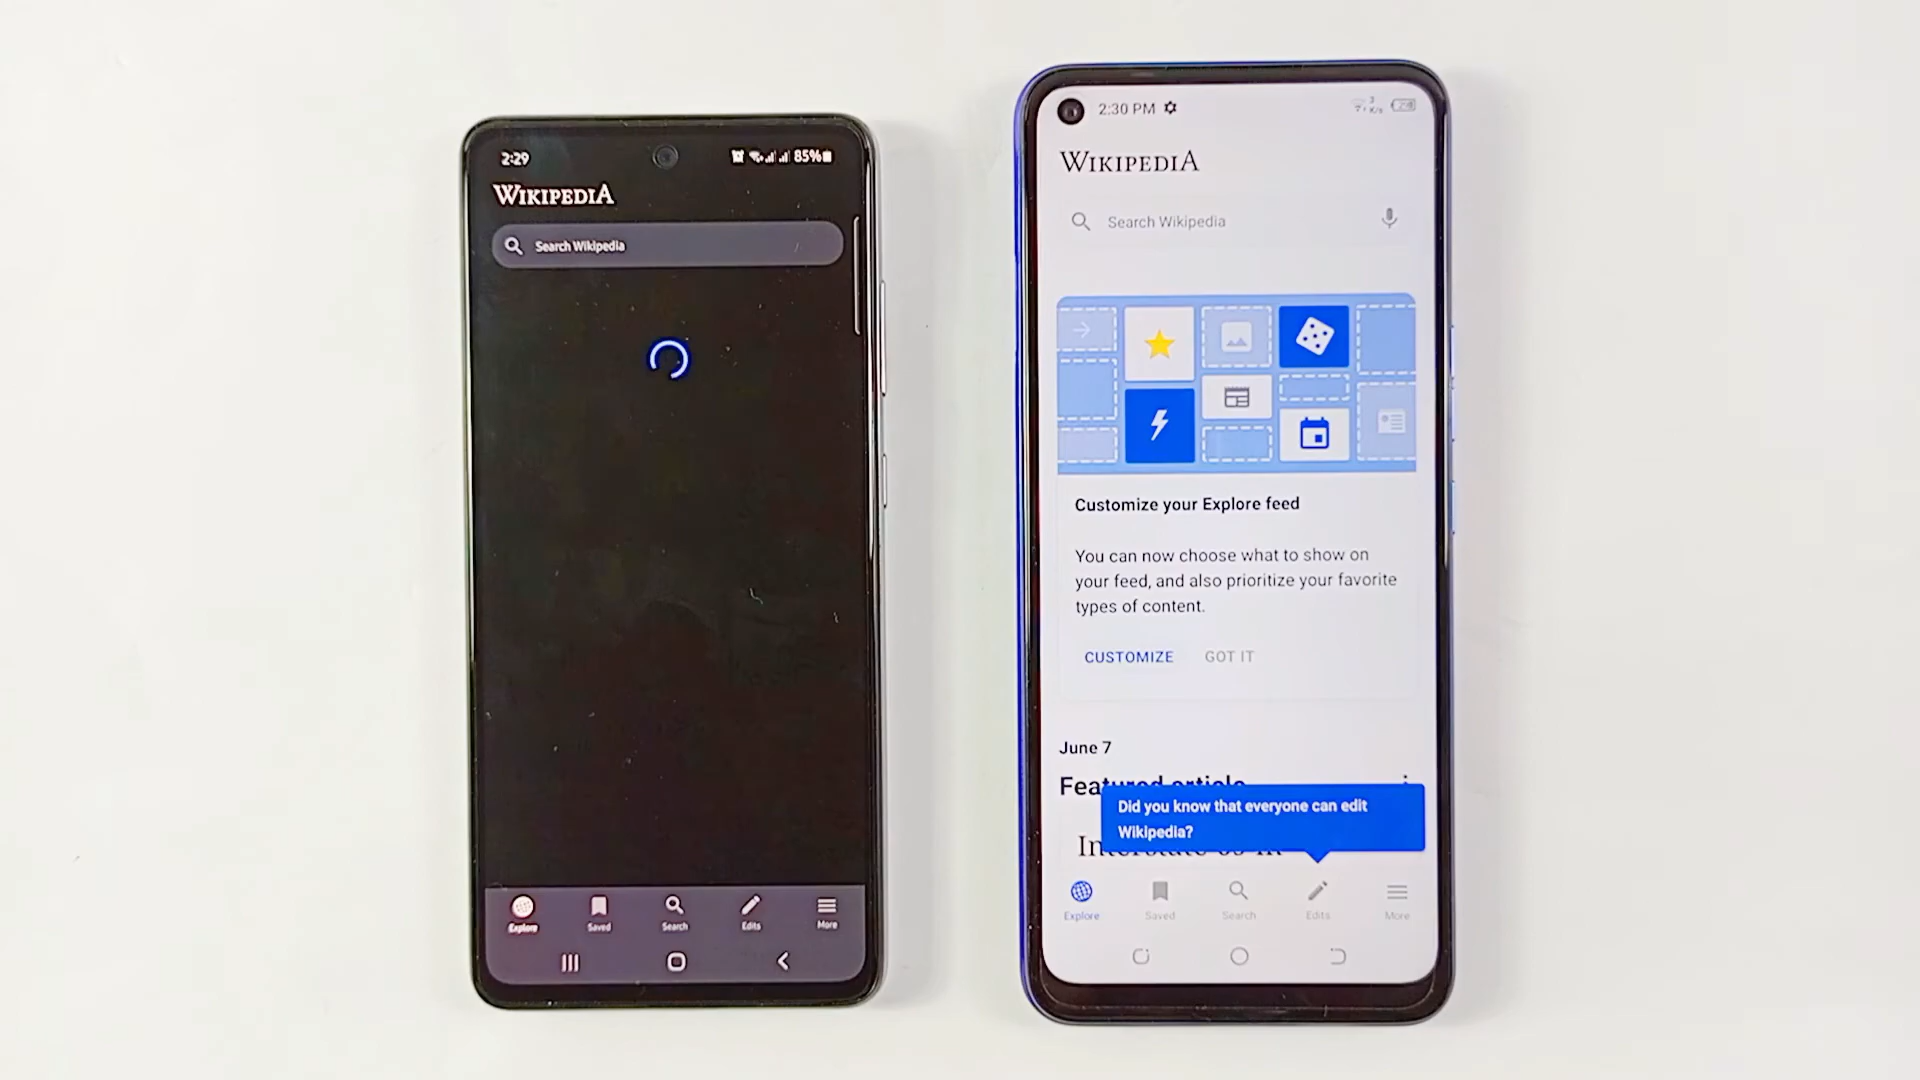 2:29
85%
WIKIPEDIA
Search Wikipedia
Explore
Saved
Search
Edits
More
2:30 PM
WIKIPEDIA
Search Wikipedia
Customize your Explore feed
You can now choose what to show on
your feed, and also prioritize your favorite
types of content.
CUSTOMIZE GOT IT
June 7
Featured article
Did you know that everyone can edit
Wikipedia?
Explore
Saved
Search
Edits
More